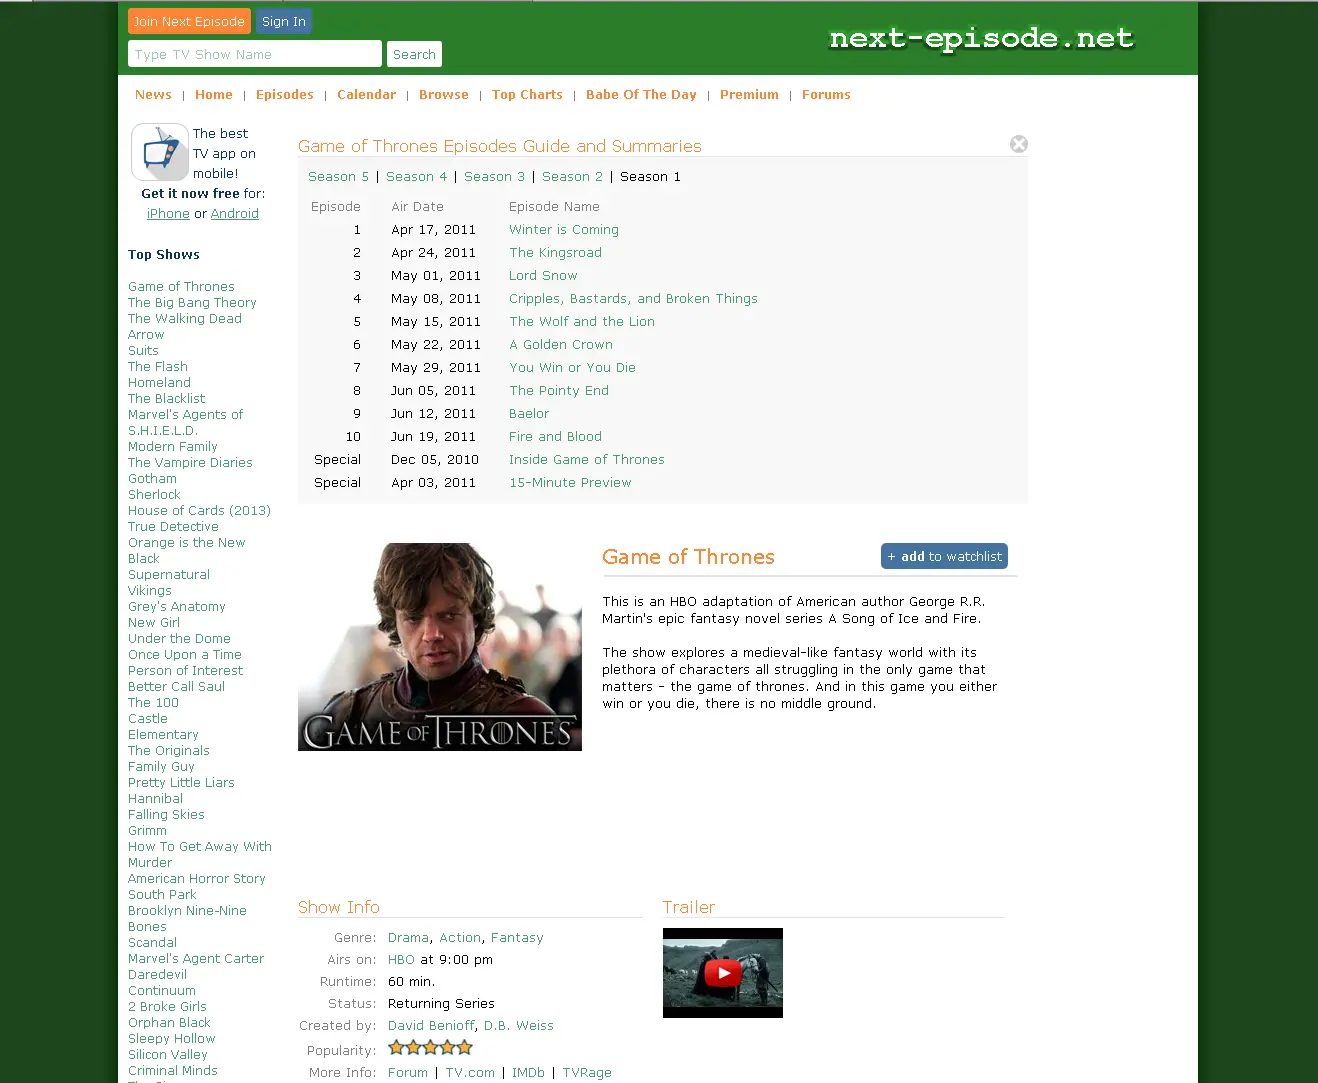 Join Next Episode Sign In
next-episode.net
Type TV Show Name Search
News | Home | Episodes | Calendar | Browse | Top Charts | Babe Of The Day | Premium | Forums
The best
TV app on
mobile!
Get it now free for:
iPhone or Android
Top Shows
Game of Thrones
The Big Bang Theory
The Walking Dead
Arrow
Suits
The Flash
Homeland
The Blacklist
Marvel's Agents of
S.H.I.E.L.D.
Modern Family
The Vampire Diaries
Gotham
Sherlock
House of Cards (2013)
True Detective
Orange is the New
Black
Supernatural
Vikings
Grey's Anatomy
New Girl
Under the Dome
Once Upon a Time
Person of Interest
Better Call Saul
The 100
Castle
Elementary
The Originals
Family Guy
Pretty Little Liars
Hannibal
Falling Skies
Grimm
How To Get Away With
Murder
American Horror Story
South Park
Brooklyn Nine-Nine
Bones
Scandal
Marvel's Agent Carter
Daredevil
Continuum
2 Broke Girls
Orphan Black
Sleepy Hollow
Silicon Valley
Criminal Minds
Game of Thrones Episodes Guide and Summaries
Season 5 | Season 4 | Season 3 | Season 2 | Season 1
Episode Air Date Episode Name
1 Apr 17, 2011 Winter is Coming
2 Apr 24, 2011 The Kingsroad
3 May 01, 2011 Lord Snow
4 May 08, 2011 Cripples, Bastards, and Broken Things
5 May 15, 2011 The Wolf and the Lion
6 May 22, 2011 A Golden Crown
7 May 29, 2011 You Win or You Die
8 Jun 05, 2011 The Pointy End
9 Jun 12, 2011 Baelor
10 Jun 19, 2011 Fire and Blood
Special Dec 05, 2010 Inside Game of Thrones
Special Apr 03, 2011 15-Minute Preview
GAME OF THRONES
Game of Thrones
+ add to watchlist
This is an HBO adaptation of American author George R.R.
Martin's epic fantasy novel series A Song of Ice and Fire.
The show explores a medieval-like fantasy world with its
plethora of characters all struggling in the only game that
matters - the game of thrones. And in this game you either
win or you die, there is no middle ground.
Show Info
Genre: Drama, Action, Fantasy
Airs on: HBO at 9:00 pm
Runtime: 60 min.
Status: Returning Series
Created by: David Benioff, D.B. Weiss
Popularity:
More Info: Forum | TV.com | IMDb | TVRage
Trailer